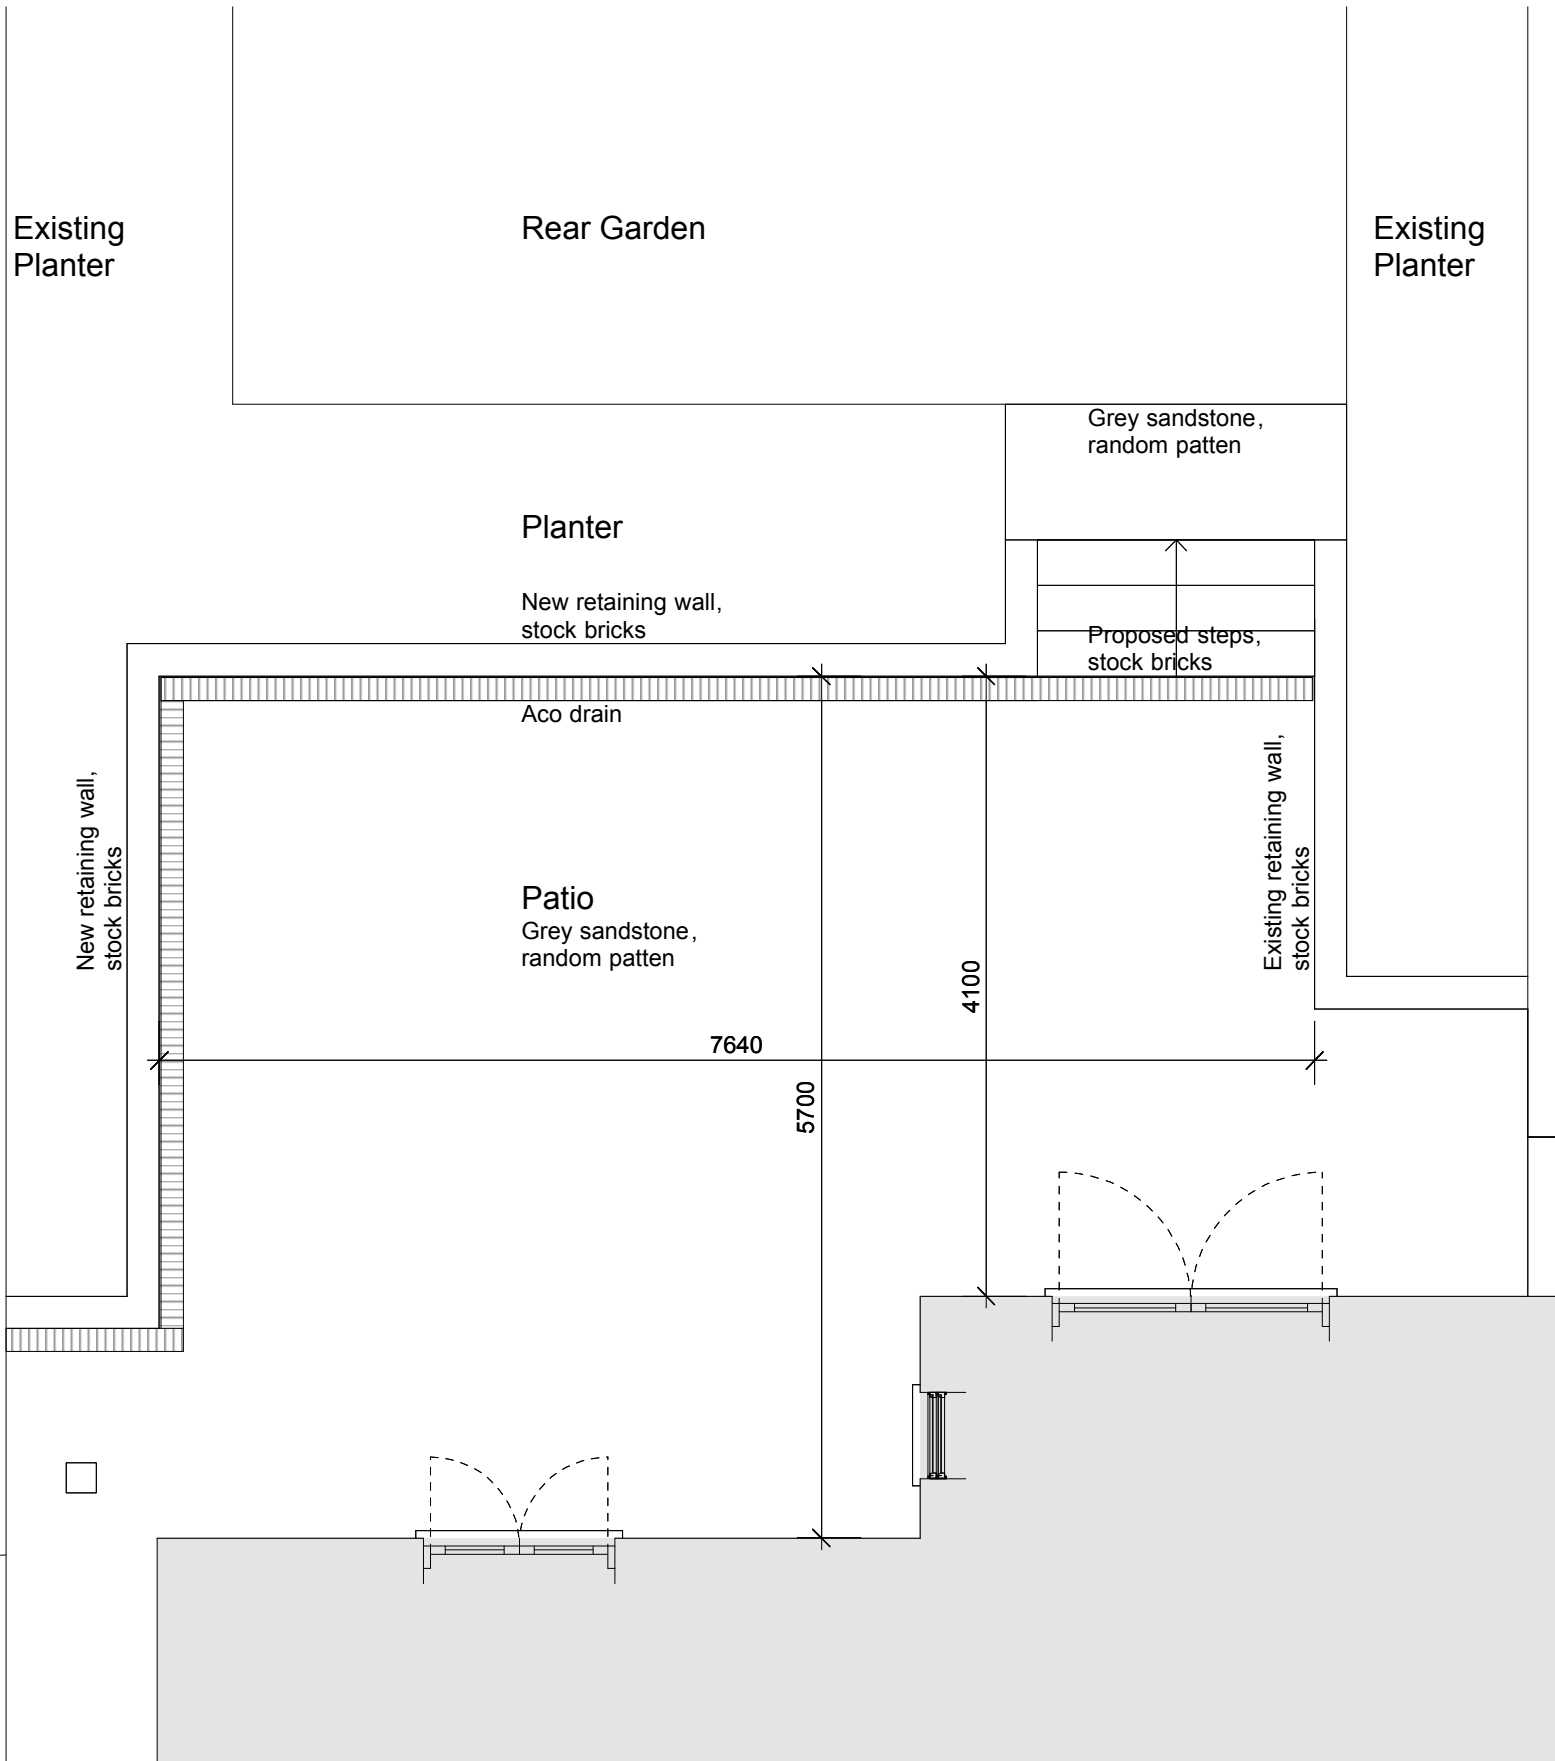 Existing
Planter
Rear Garden
Existing
Planter
Grey sandstone,
random patten
Planter
New retaining wall,
stock bricks
Proposed steps,
stock bricks
Aco drain
New retaining wall,
stock bricks
Existing retaining wall,
stock bricks
Patio
Grey sandstone,
random patten
4100
7640
5700